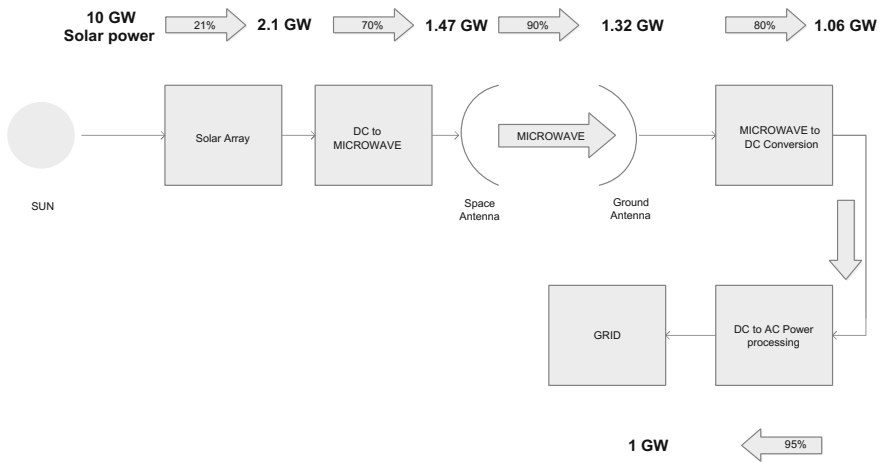 10 GW
Solar power
21%
2.1 GW
70%
1.47 GW
90%
1.32 GW
80%
1.06 GW
SUN
Solar Array
DC to
MICROWAVE
MICROWAVE
MICROWAVE to
DC Conversion
Space
Antenna
Ground
Antenna
GRID
DC to AC Power
processing
1 GW
95%